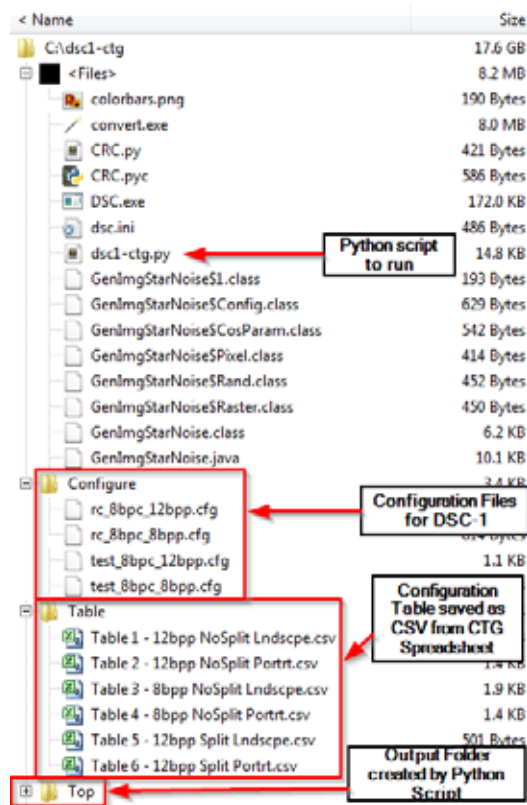 < Name Size
C:\dsc1-ctg 17.6 GB
<Files> 8.2 MB
colorbars.png 190 Bytes
convert.exe 8.0 MB
CRC.py 421 Bytes
CRC.pyc 586 Bytes
DSC.exe 172.0 KB
dsc.ini 486 Bytes
dsc1-ctg.py 14.8 KB
Python script
to run
GenImgStarNoise$1.class 193 Bytes
GenImgStarNoise$Config.class 629 Bytes
GenImgStarNoise$CosParam.class 542 Bytes
GenImgStarNoise$Pixel.class 414 Bytes
GenImgStarNoise$Rand.class 452 Bytes
GenImgStarNoise$Raster.class 450 Bytes
GenImgStarNoise.class 6.2 KB
GenImgStarNoise.java 10.1 KB
Configure 3.4 KB
rc_8bpc_12bpp.cfg
Configuration Files
for DSC-1
rc_8bpc_8bpp.cfg
test_8bpc_12bpp.cfg 1.1 KB
test_8bpc_8bpp.cfg
Table
Configuration
Table saved as
CSV from CTG
Spreadsheet
Table 1 - 12bpp NoSplit Lndscpe.csv
Table 2 - 12bpp NoSplit Portrt.csv 1.4 KB
Table 3 - 8bpp NoSplit Lndscpe.csv 1.9 KB
Table 4 - 8bpp NoSplit Portrt.csv 1.4 KB
Table 5 - 12bpp Split Lndscpe.csv 501 Bytes
Table 6 - 12bpp Split Portrt.csv
Output Folder
created by Python
Script
Top